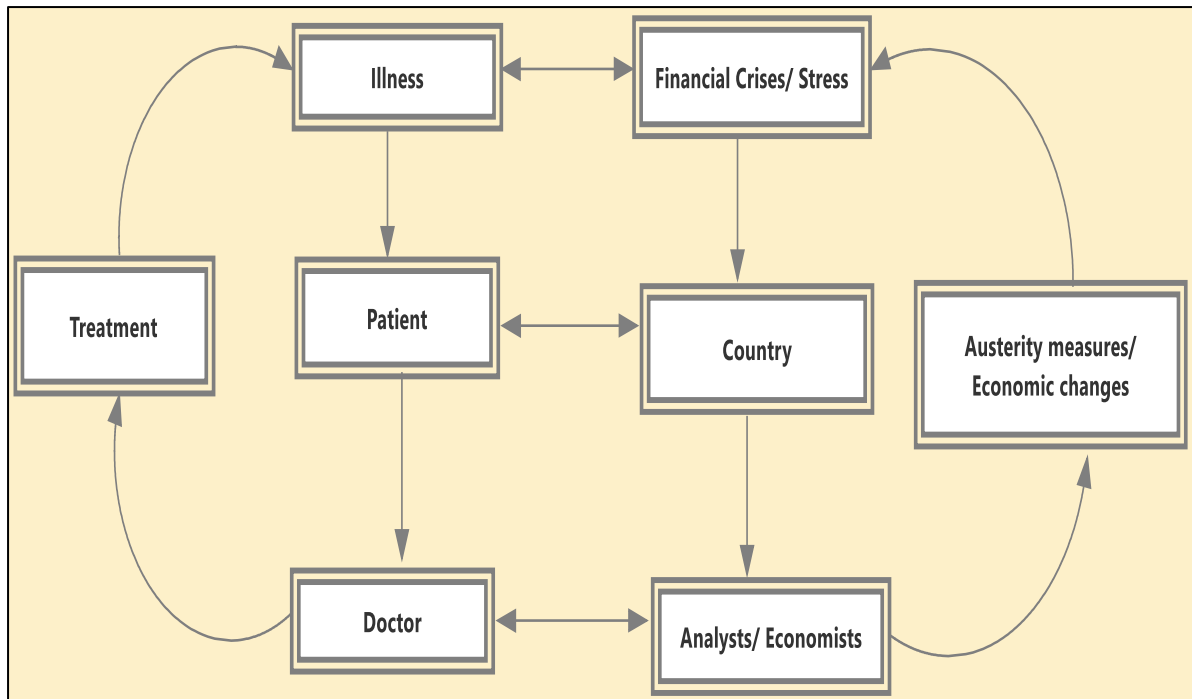 Illness
Financial Crises/ Stress
Treatment
Patient
Country
Austerity measures/
Economic changes
Doctor
Analysts/ Economists